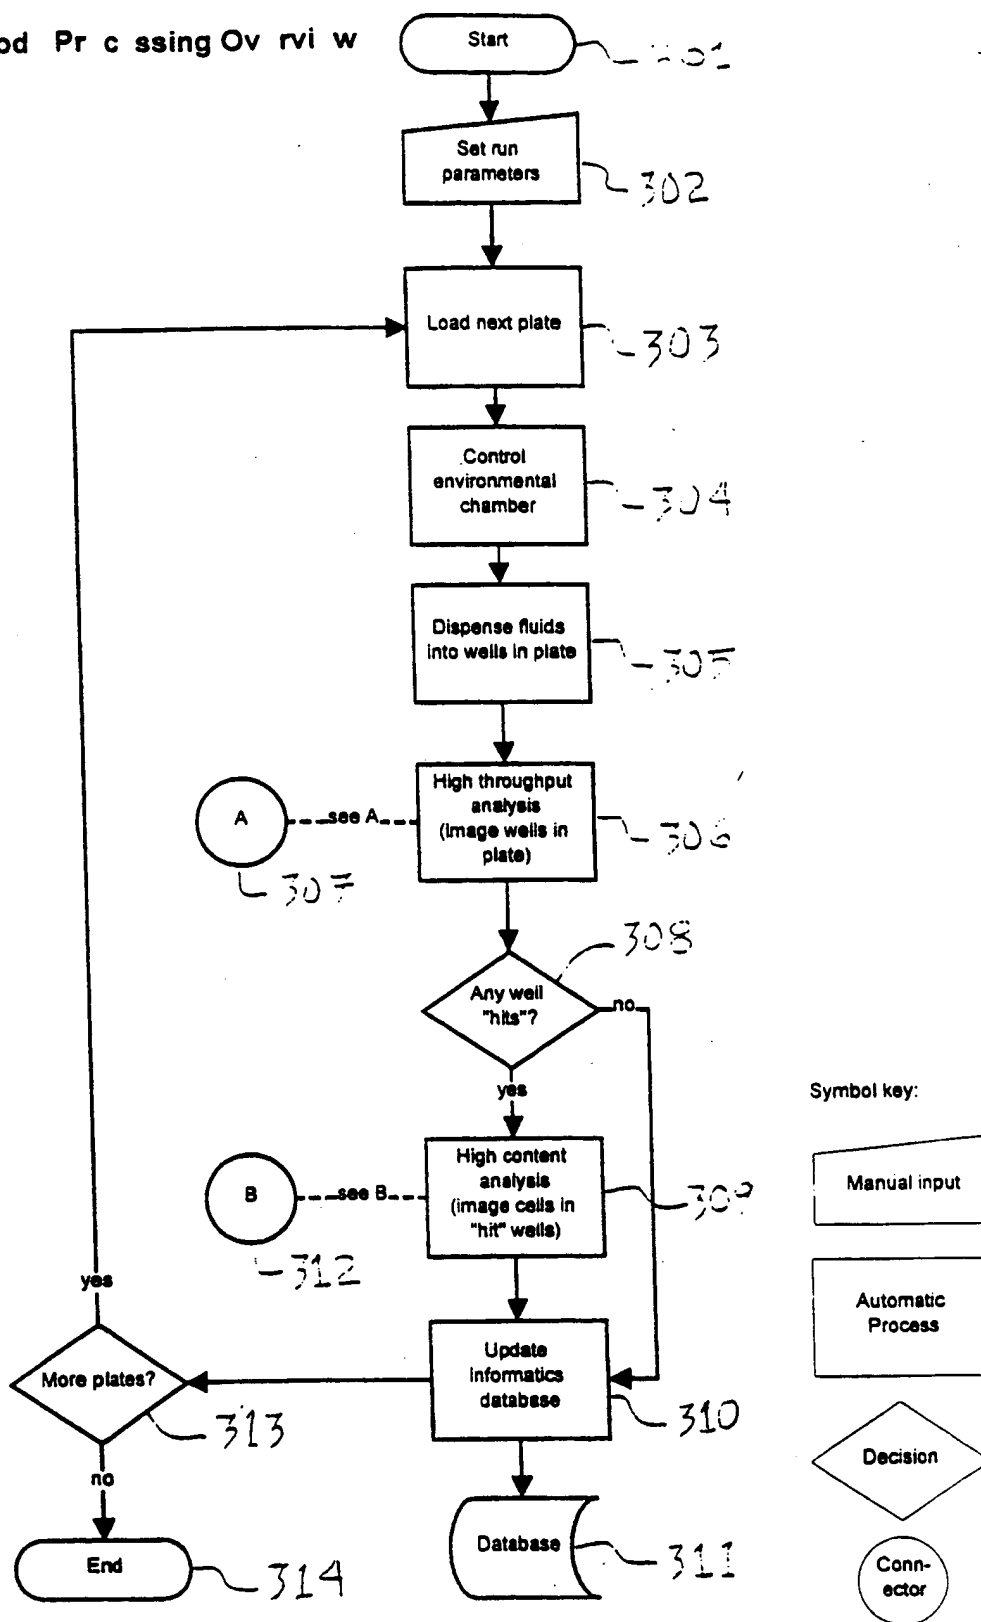 od Pr c ssing Ov rvi w
Start
Set run
parameters
302
Load next plate
303
Control
environmental
chamber
304
Dispense fluids
into wells in plate
305
High throughput
analysis
(image wells in
plate)
306
A
see A
307
308
Any well
"hits"?
no
yes
High content
analysis
(image cells in
"hit" wells)
309
B
see B
312
Update
informatics
database
310
yes
More plates?
313
no
End
314
Database
311
Symbol key:
Manual input
Automatic
Process
Decision
Conn-
ector